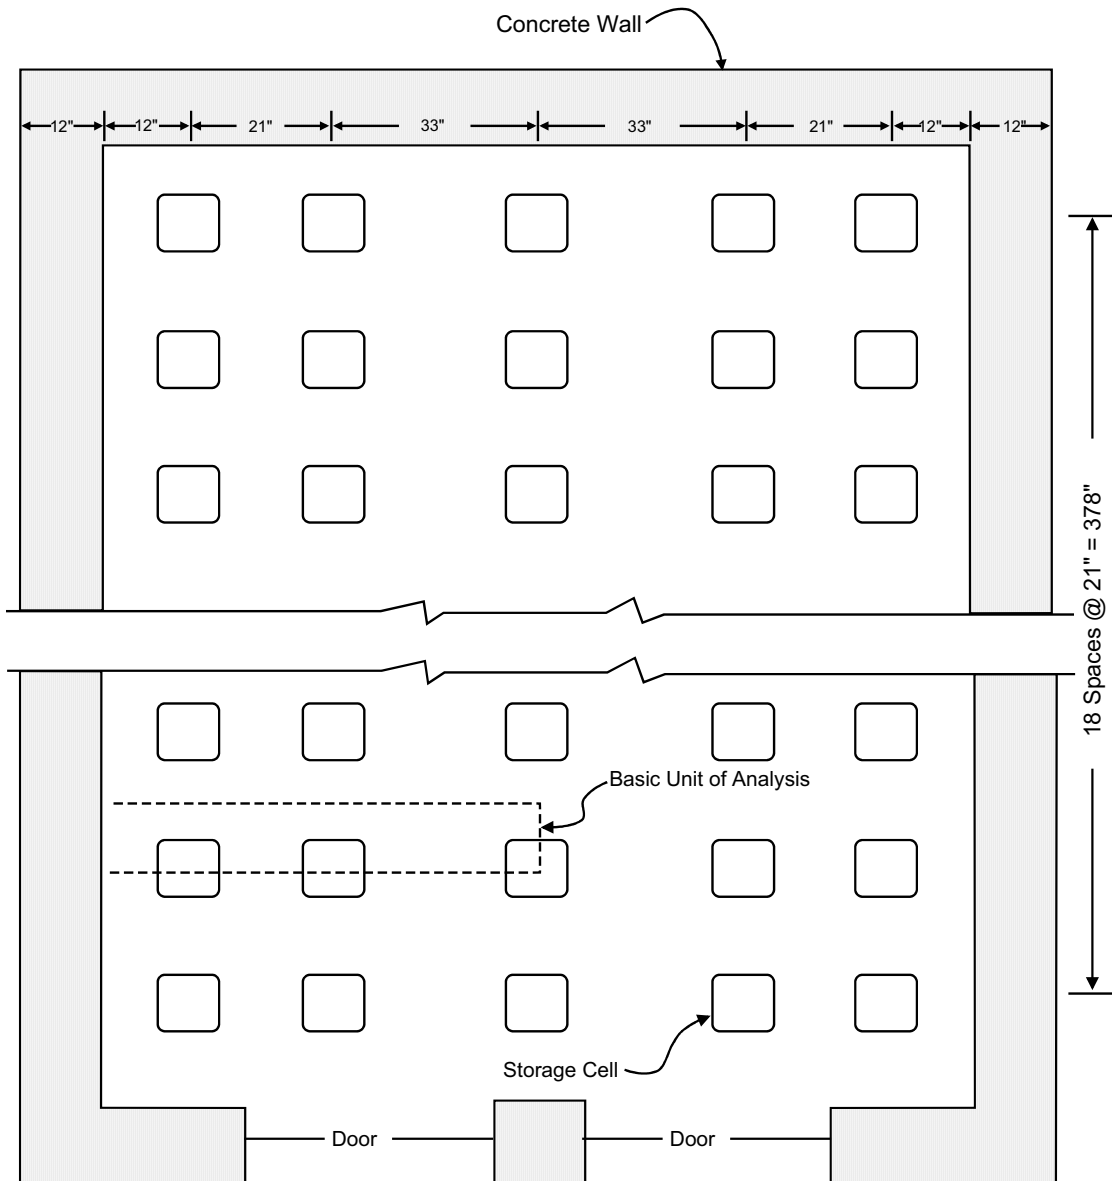 Concrete Wall
12" 12" 21" 33" 33" 21" 12" 12"
18 Spaces @ 21" = 378"
Basic Unit of Analysis
Storage Cell
Door Door